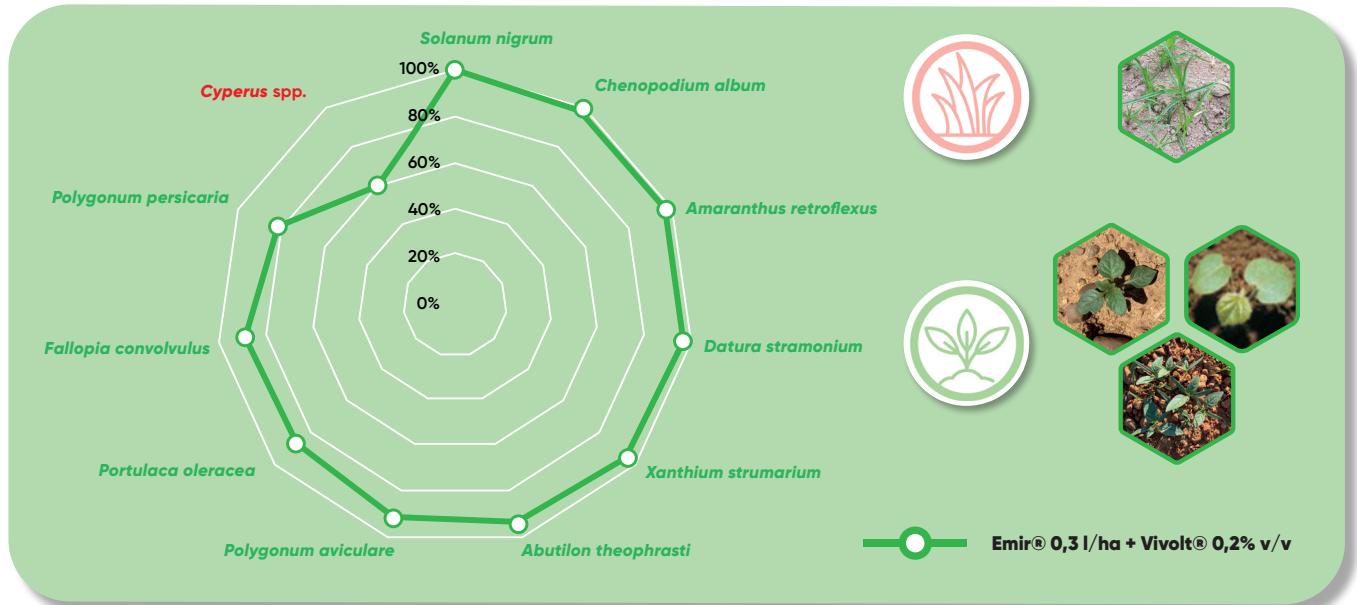 Solanum nigrum
100%
Chenopodium album
Cyperus spp.
80%
60%
Polygonum persicaria
Amaranthus retroflexus
40%
20%
0%
Fallopia convolvulus
Datura stramonium
Portulaca oleracea
Xanthium strumarium
Polygonum aviculare
Abutilon theophrasti
Emir® 0,3 l/ha + Vivolt® 0,2% v/v